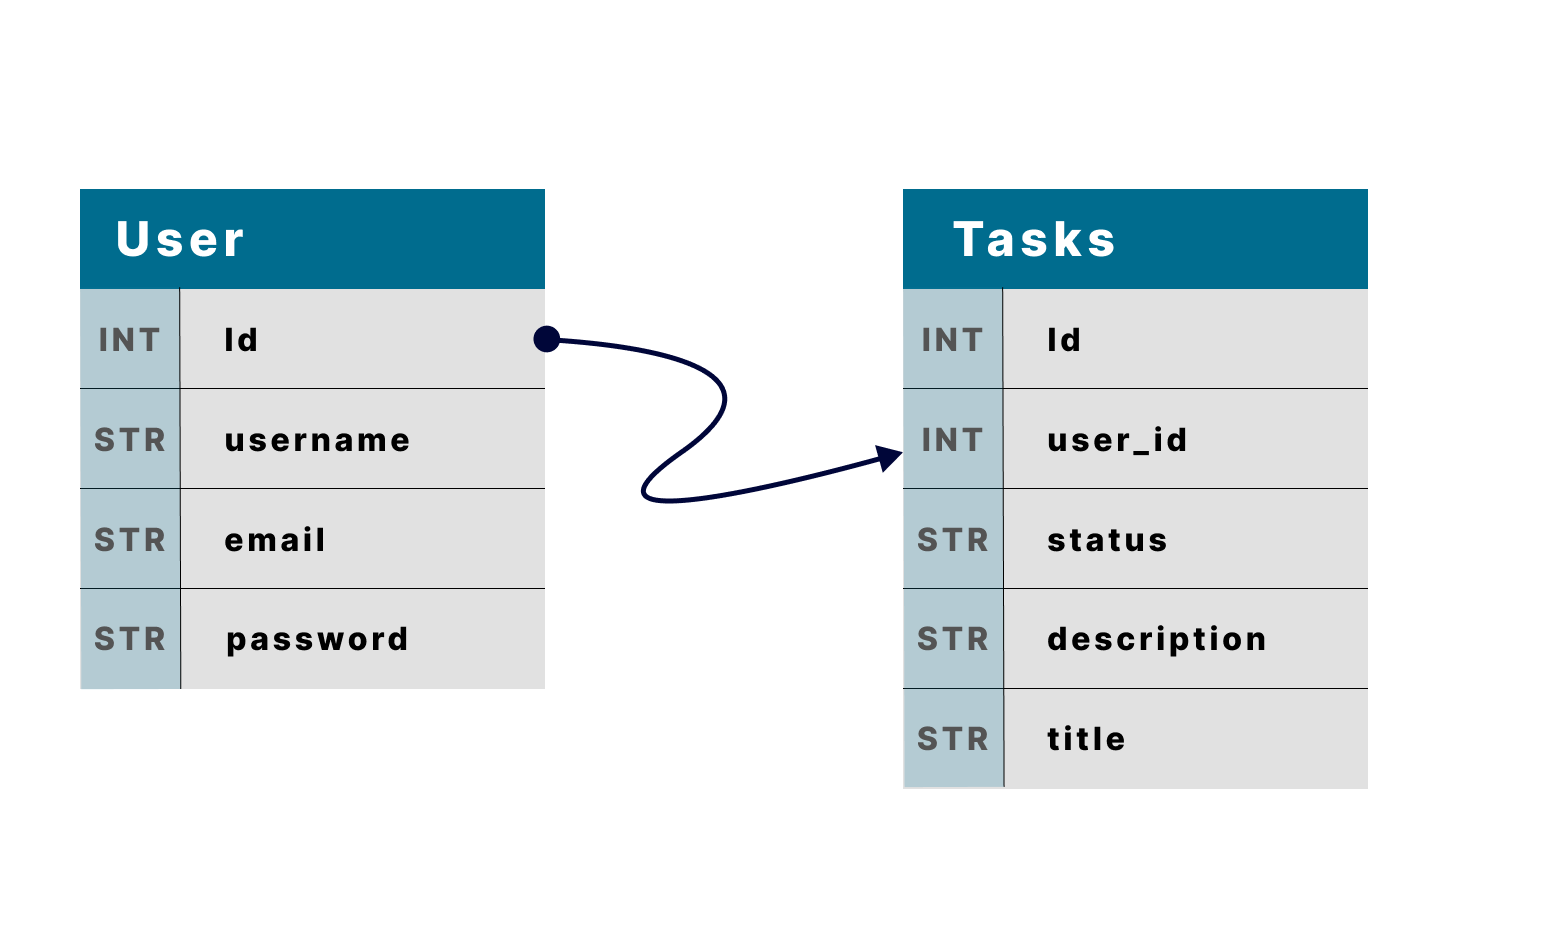 User
INT Id
STR username
STR email
STR password
Tasks
INT Id
INT user_id
STR status
STR description
STR title